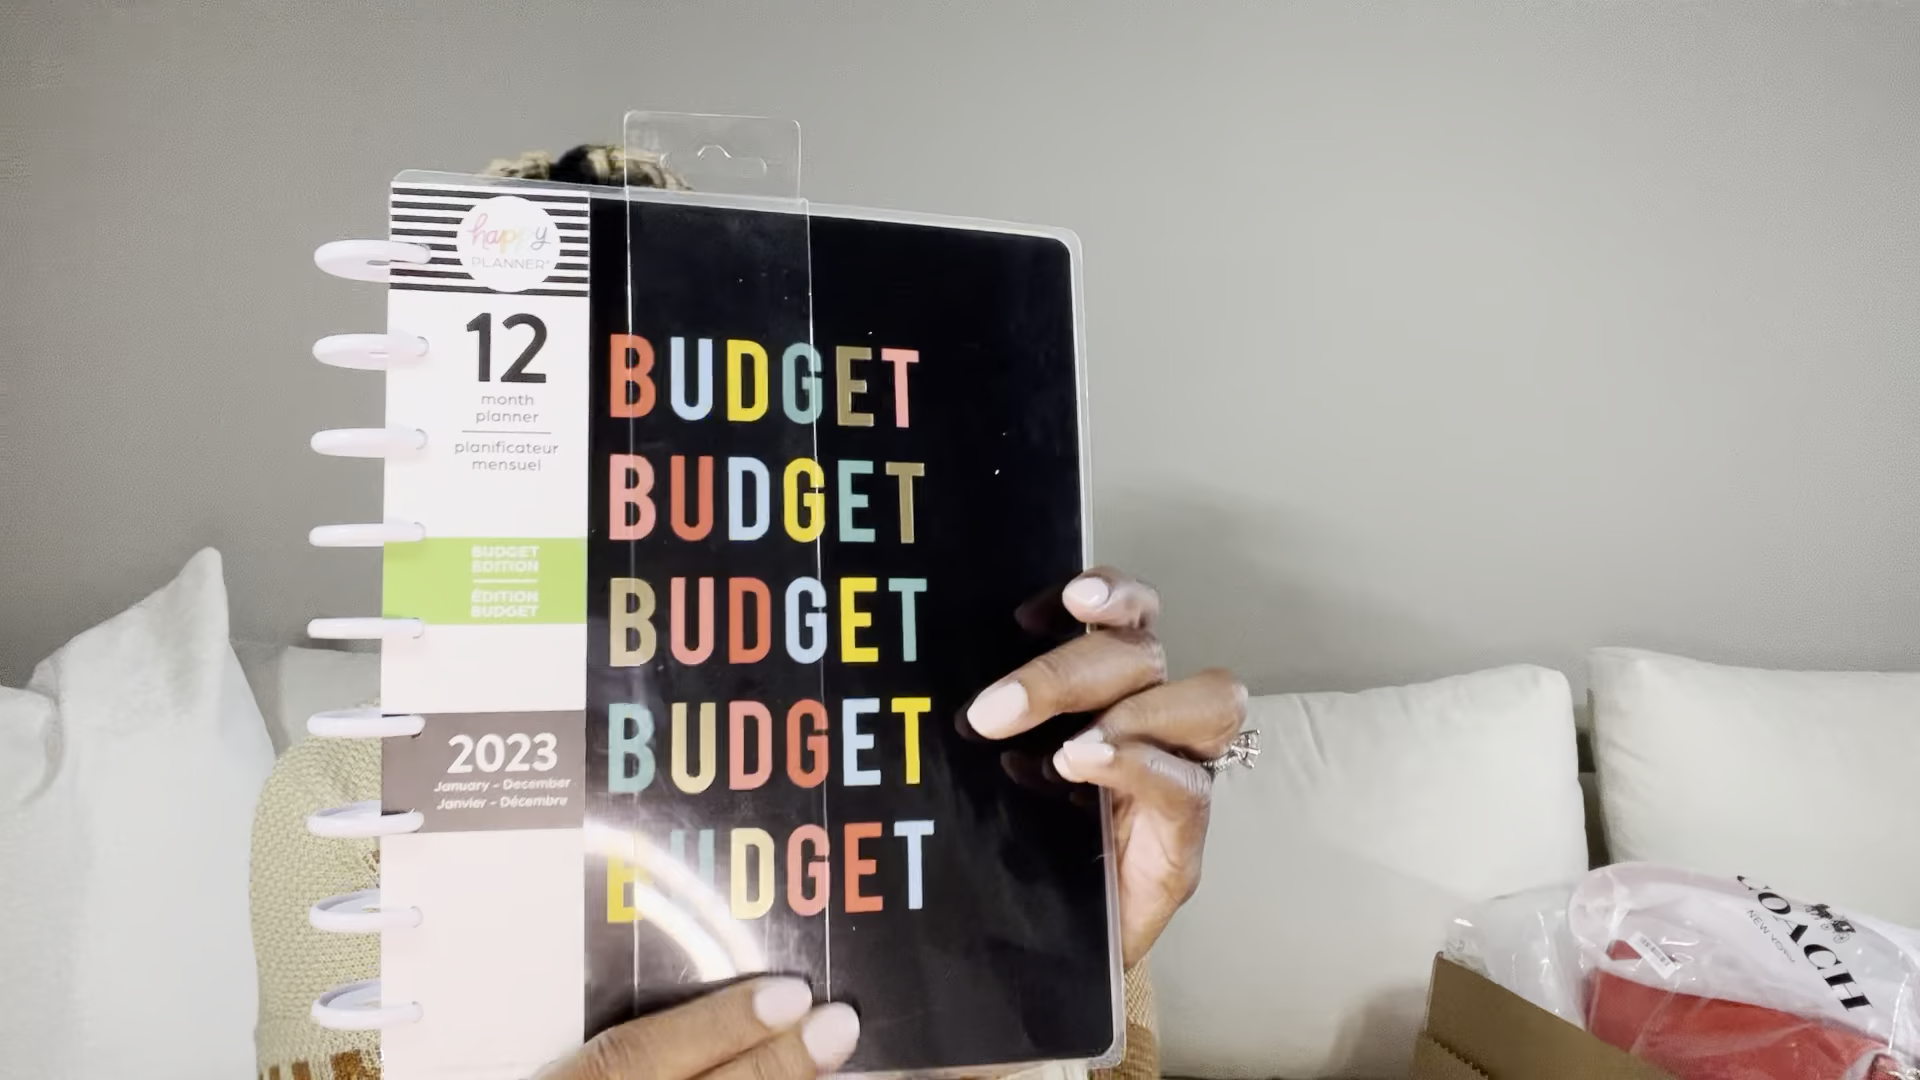 happy
PLANNER®
12
month
planner
planificateur
mensuel
BUDGET
EDITION
ÉDITION
BUDGET
2023
January - December
Janvier - Décembre
BUDGET
BUDGET
BUDGET
BUDGET
BUDGET
COACH
NEW YORK